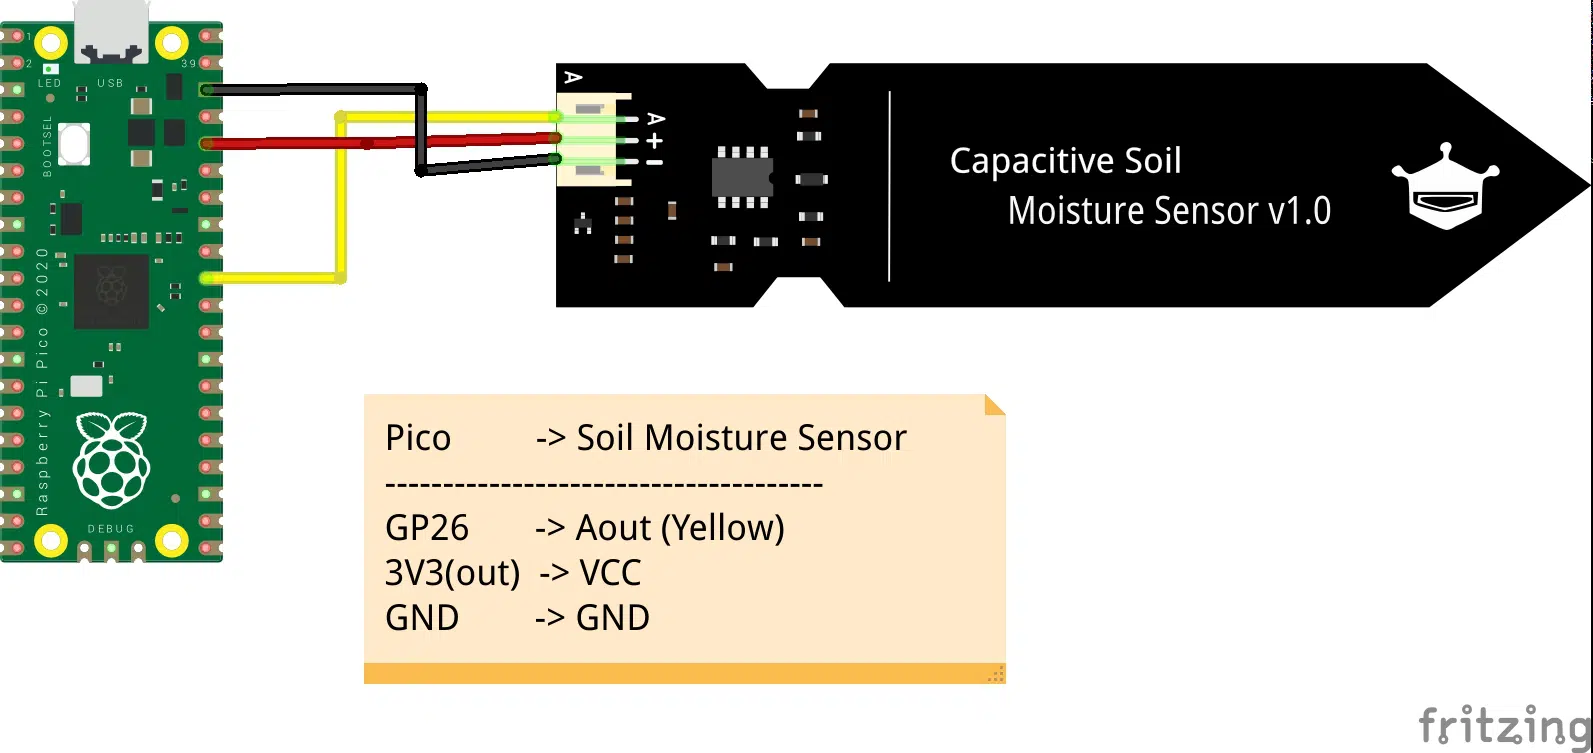 1
2
39
LED
USB
BOOTSEL
Raspberry Pi Pico ©2020
DEBUG
A
A
+
-
Capacitive Soil
Moisture Sensor v1.0
Pico -> Soil Moisture Sensor
-------------------------------------
GP26 -> Aout (Yellow)
3V3(out) -> VCC
GND -> GND
fritzing